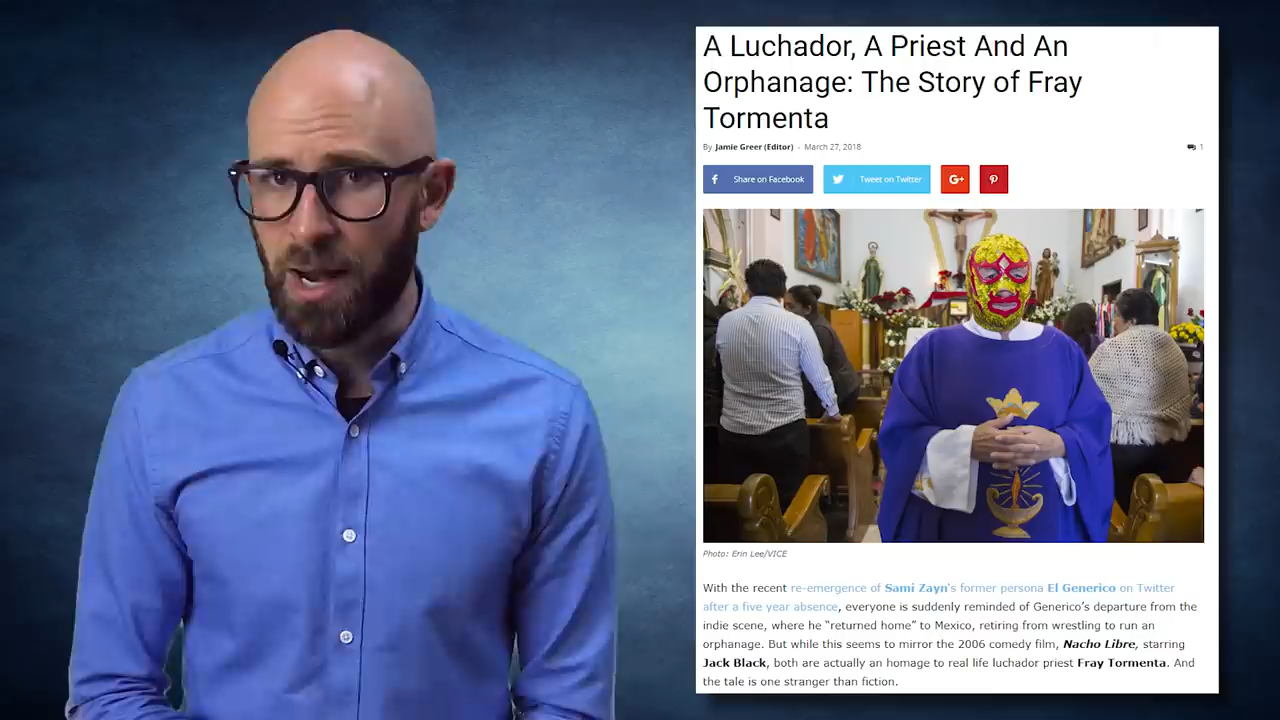 A Luchador, A Priest And An
Orphanage: The Story of Fray
Tormenta
By Jamie Greer (Editor) - March 27, 2018 1
Share on Facebook Tweet on Twitter G+
Photo: Erin Lee/VICE
With the recent re-emergence of Sami Zayn's former persona El Generico on Twitter
after a five year absence, everyone is suddenly reminded of Generico's departure from the
indie scene, where he “returned home” to Mexico, retiring from wrestling to run an
orphanage. But while this seems to mirror the 2006 comedy film, Nacho Libre, starring
Jack Black, both are actually an homage to real life luchador priest Fray Tormenta. And
the tale is one stranger than fiction.